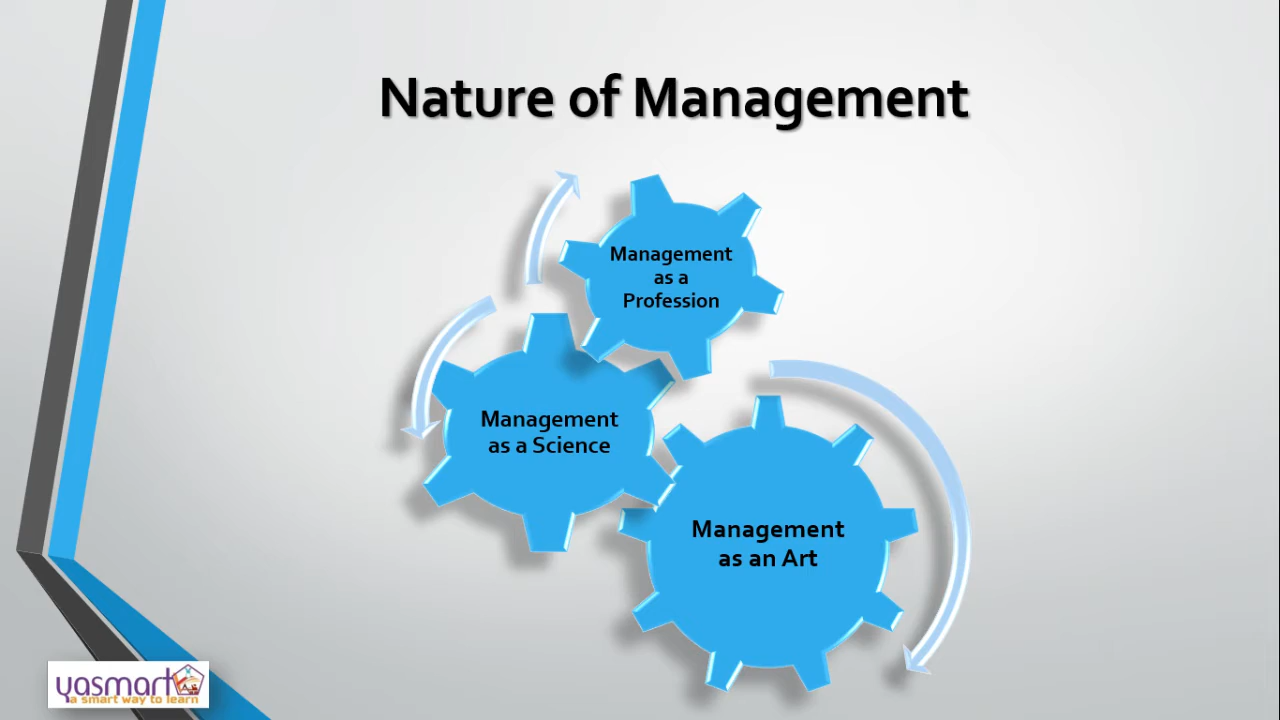 Nature of Management
Management
as a
Profession
Management
as a Science
Management
as an Art
yasmart
a smart way to learn